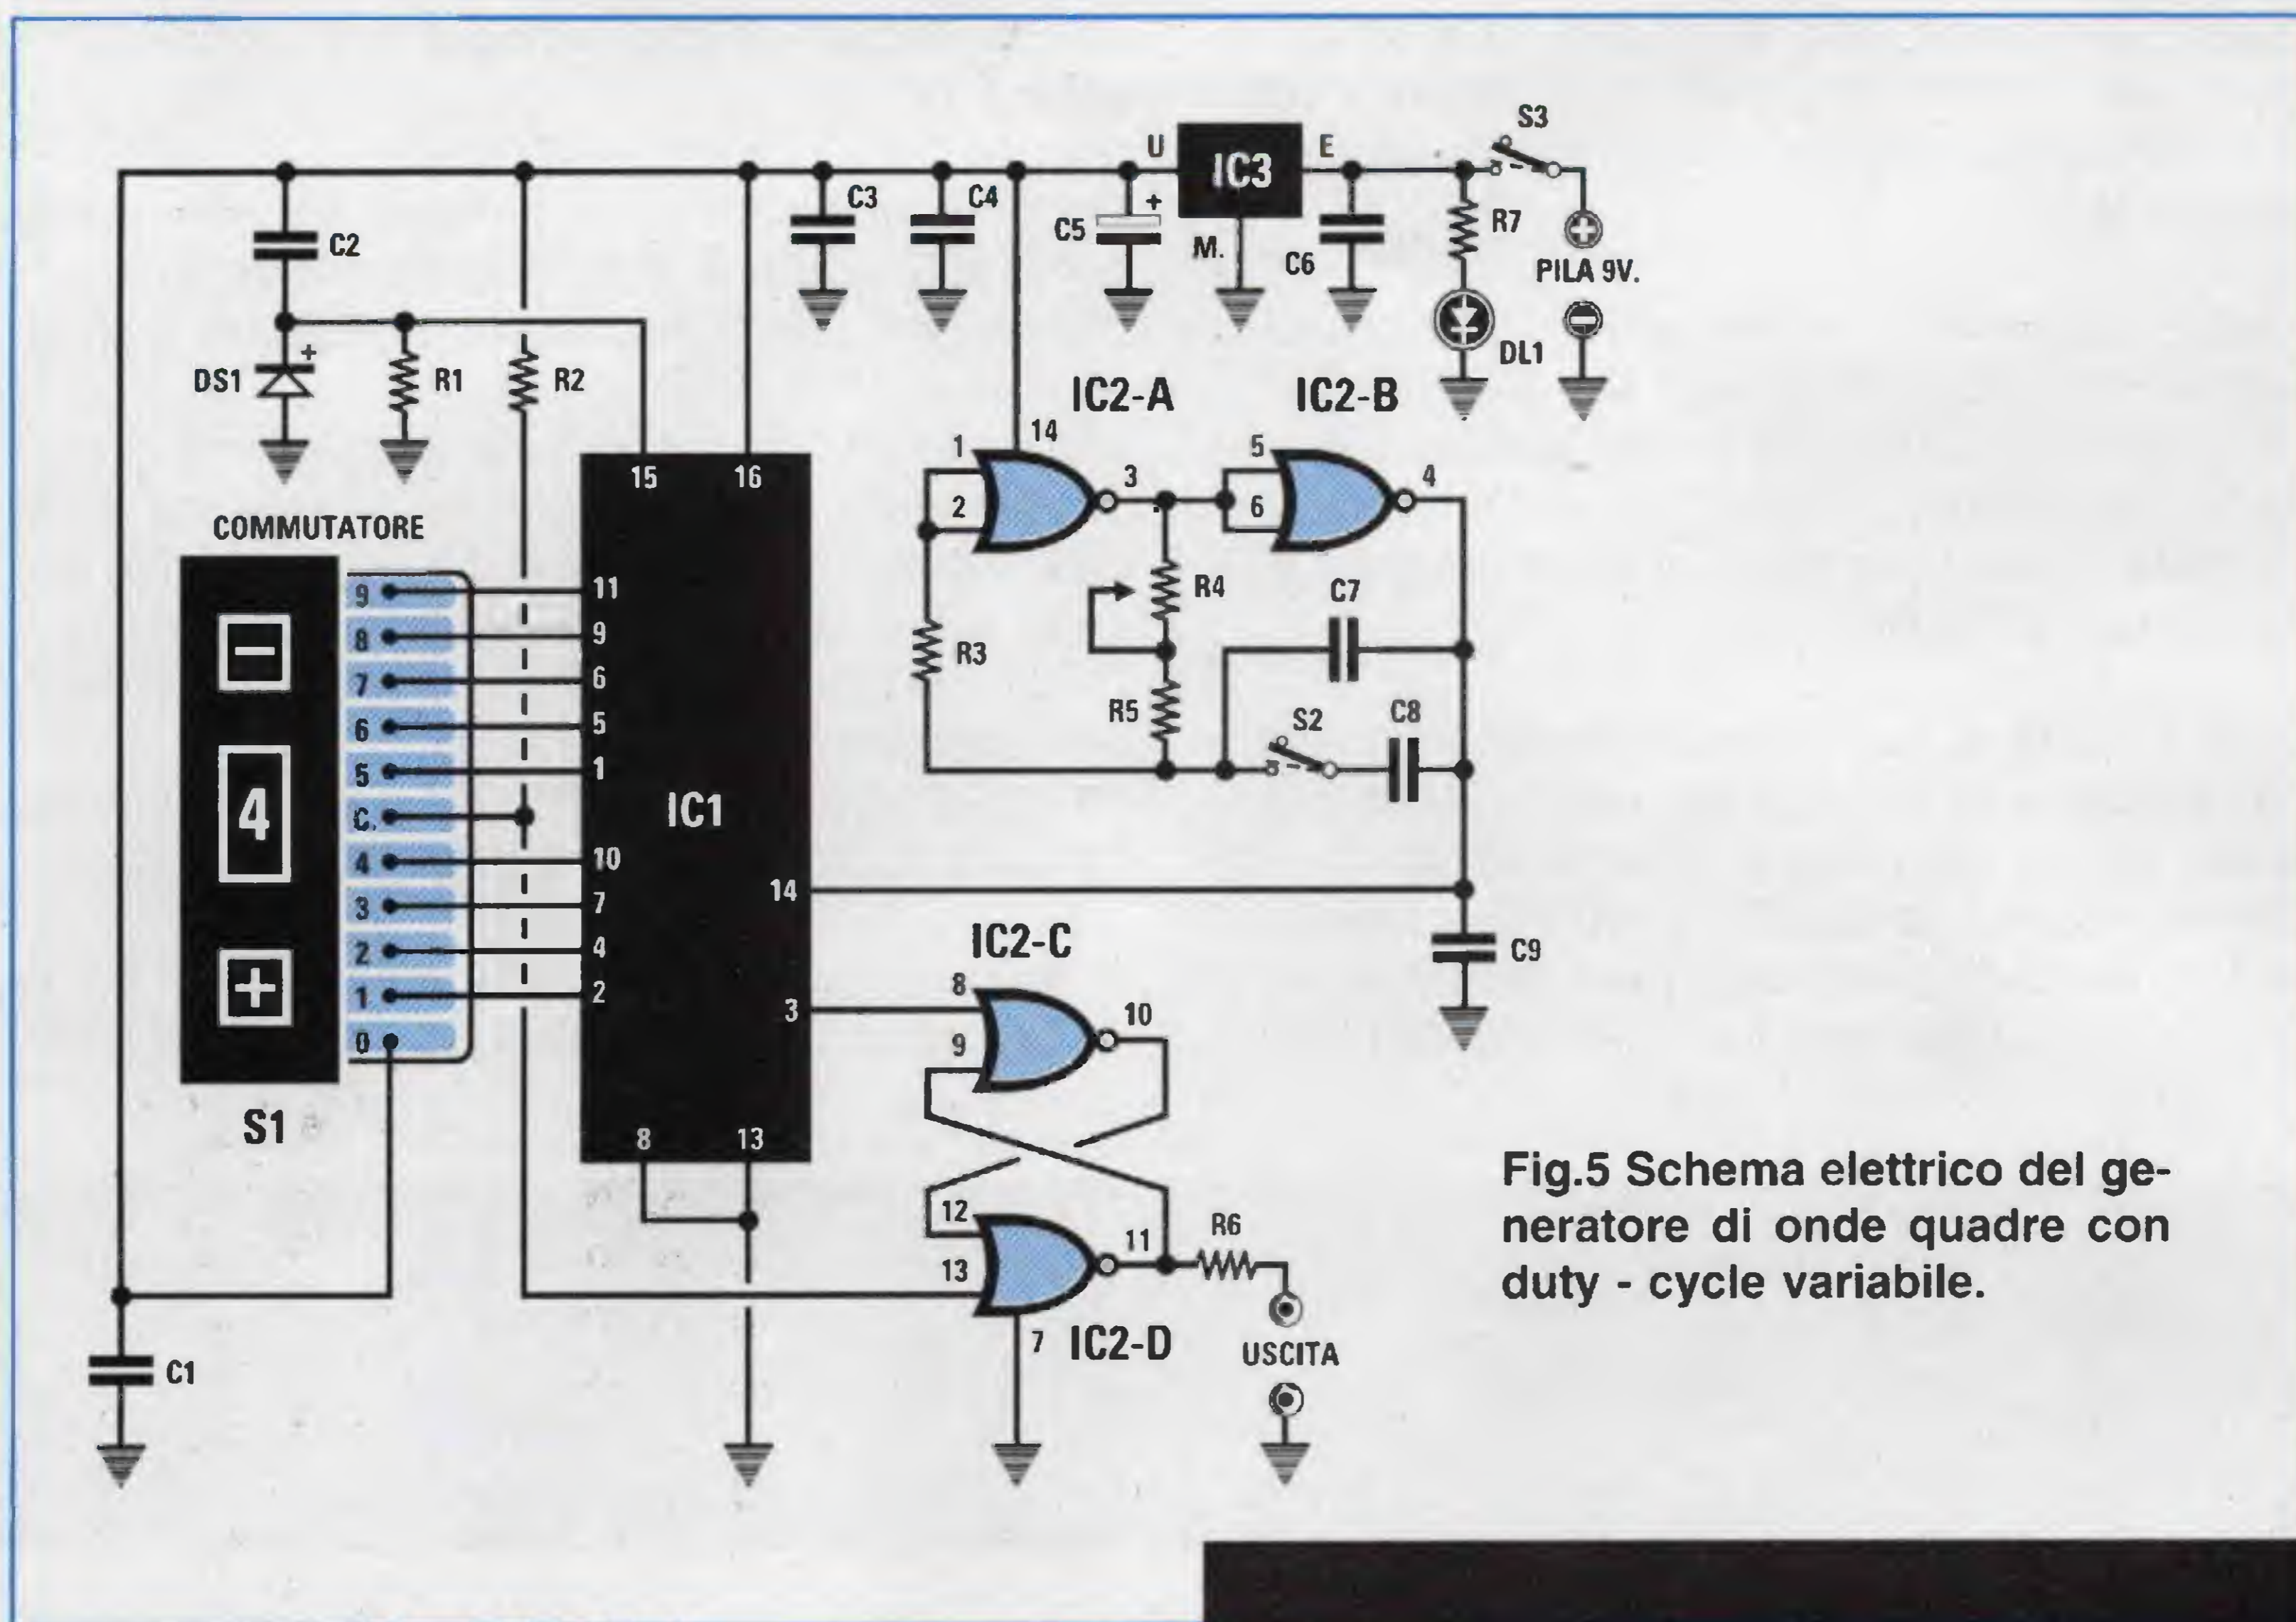 S3
U
IC3
E
C3
C4
+
C5
M.
C6
R7
PILA 9V.
C2
DS1
+
R1
R2
DL1
IC2-A
IC2-B
14
1
2
3
5
6
4
15
16
COMMUTATORE
9
11
8
9
7
6
6
5
5
1
C.
4
10
3
7
2
4
1
2
0
−
4
+
S1
IC1
14
3
8
13
R3
R4
R5
C7
S2
C8
C9
IC2-C
8
9
10
12
13
11
R6
7
IC2-D
USCITA
C1
Fig.5 Schema elettrico del ge-
neratore di onde quadre con
duty - cycle variabile.